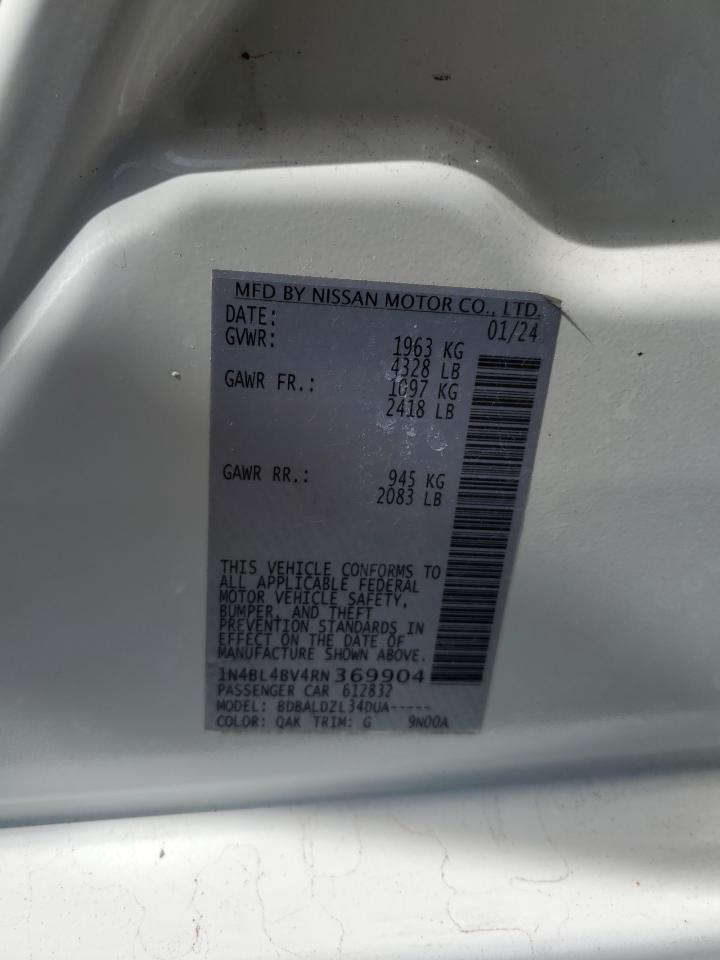 MFD BY NISSAN MOTOR CO., LTD.
DATE: 01/24
GVWR: 1963 KG
4328 LB
GAWR FR.: 1097 KG
2418 LB
GAWR RR.: 945 KG
2083 LB
THIS VEHICLE CONFORMS TO
ALL APPLICABLE FEDERAL
MOTOR VEHICLE SAFETY,
BUMPER, AND THEFT
PREVENTION STANDARDS IN
EFFECT ON THE DATE OF
MANUFACTURE SHOWN ABOVE.
1N4BL4BV4RN369904
PASSENGER CAR 612832
MODEL: BDBALDZL34DUA-----
COLOR: QAK TRIM: G 9N00A